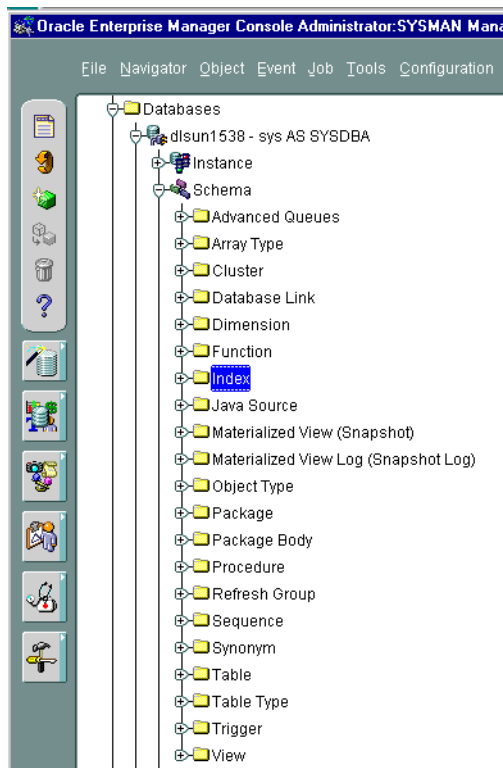 Oracle Enterprise Manager Console Administrator:SYSMAN Mana
File Navigator Object Event Job Tools Configuration
Databases
dlsun1538 - sys AS SYSDBA
Instance
Schema
Advanced Queues
Array Type
Cluster
Database Link
Dimension
Function
Index
Java Source
Materialized View (Snapshot)
Materialized View Log (Snapshot Log)
Object Type
Package
Package Body
Procedure
Refresh Group
Sequence
Synonym
Table
Table Type
Trigger
View